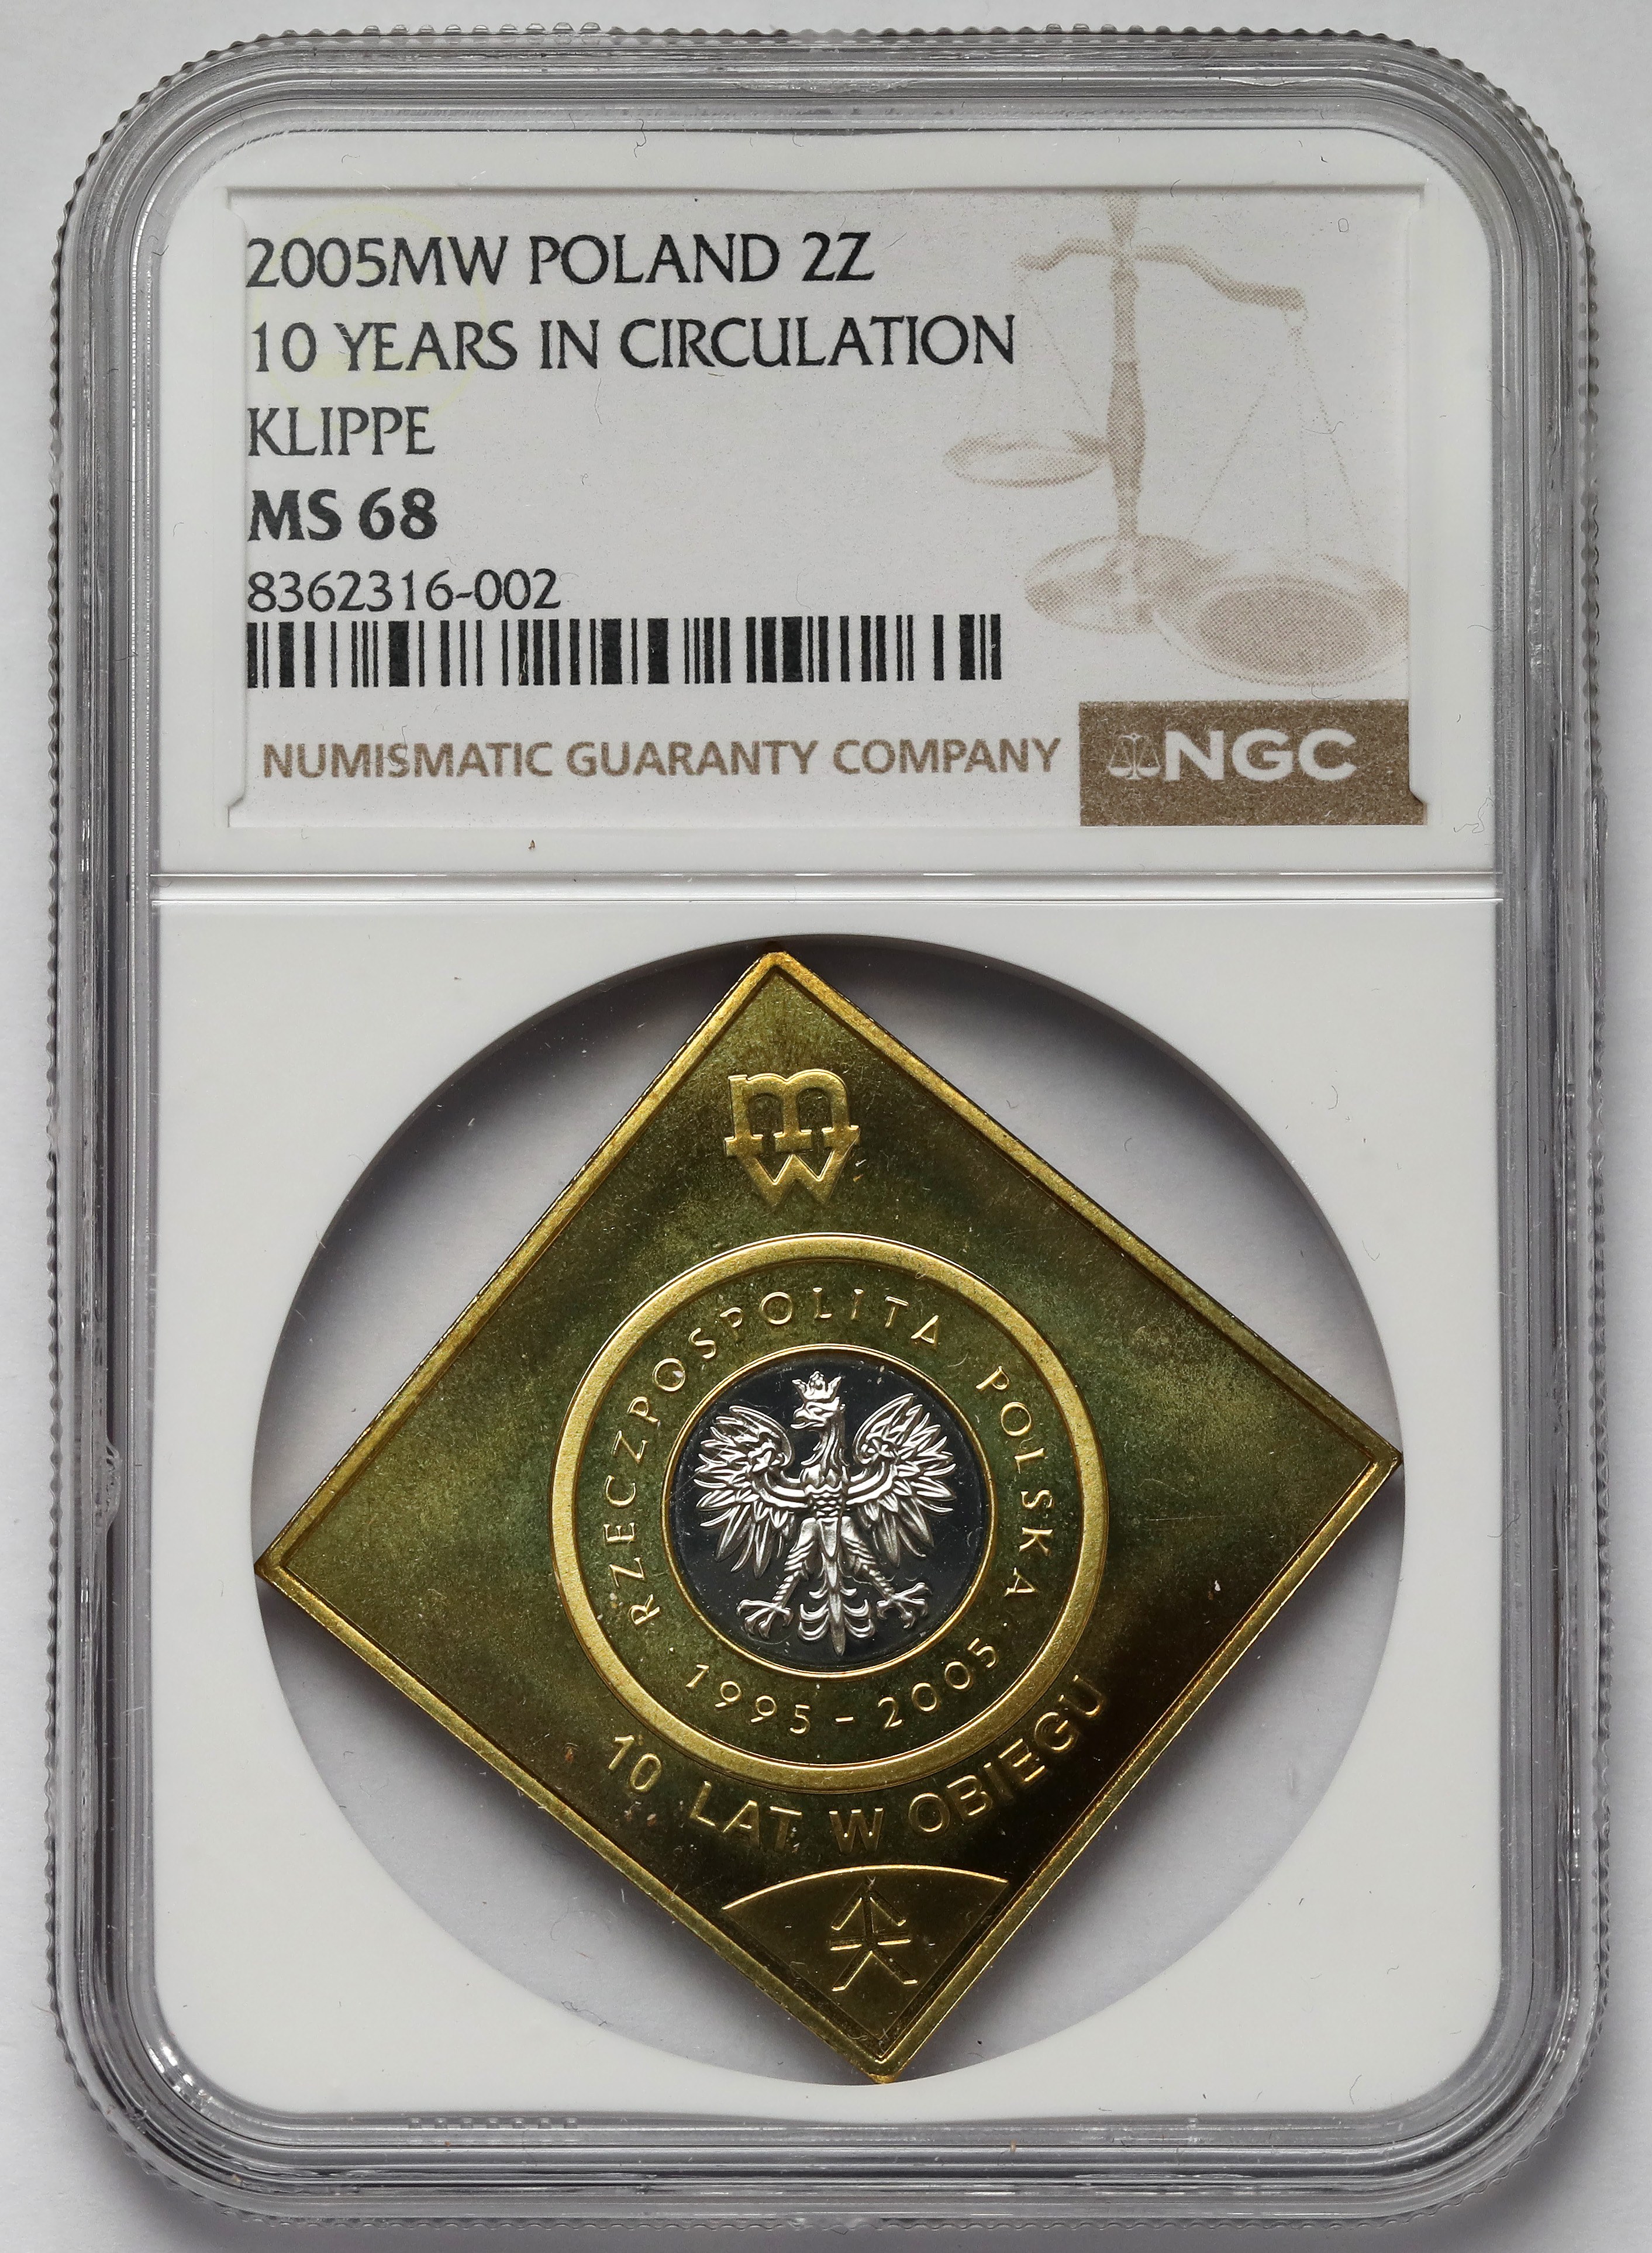 2005MW POLAND 2Z
10 YEARS IN CIRCULATION
KLIPPE
MS 68
8362316-002
NUMISMATIC GUARANTY COMPANY
NGC
mw
RZECZPOSPOLITA POLSKA
· 1995 - 2005 ·
10 LAT W OBIEGU